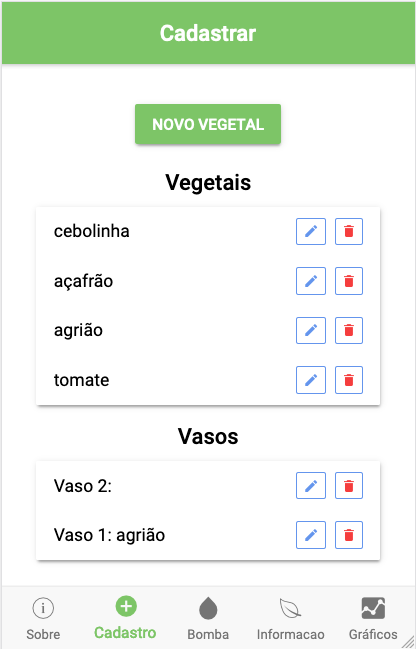 Cadastrar
NOVO VEGETAL
Vegetais
cebolinha
açafrão
agrião
tomate
Vasos
Vaso 2:
Vaso 1: agrião
Sobre
Cadastro
Bomba
Informacao
Gráficos